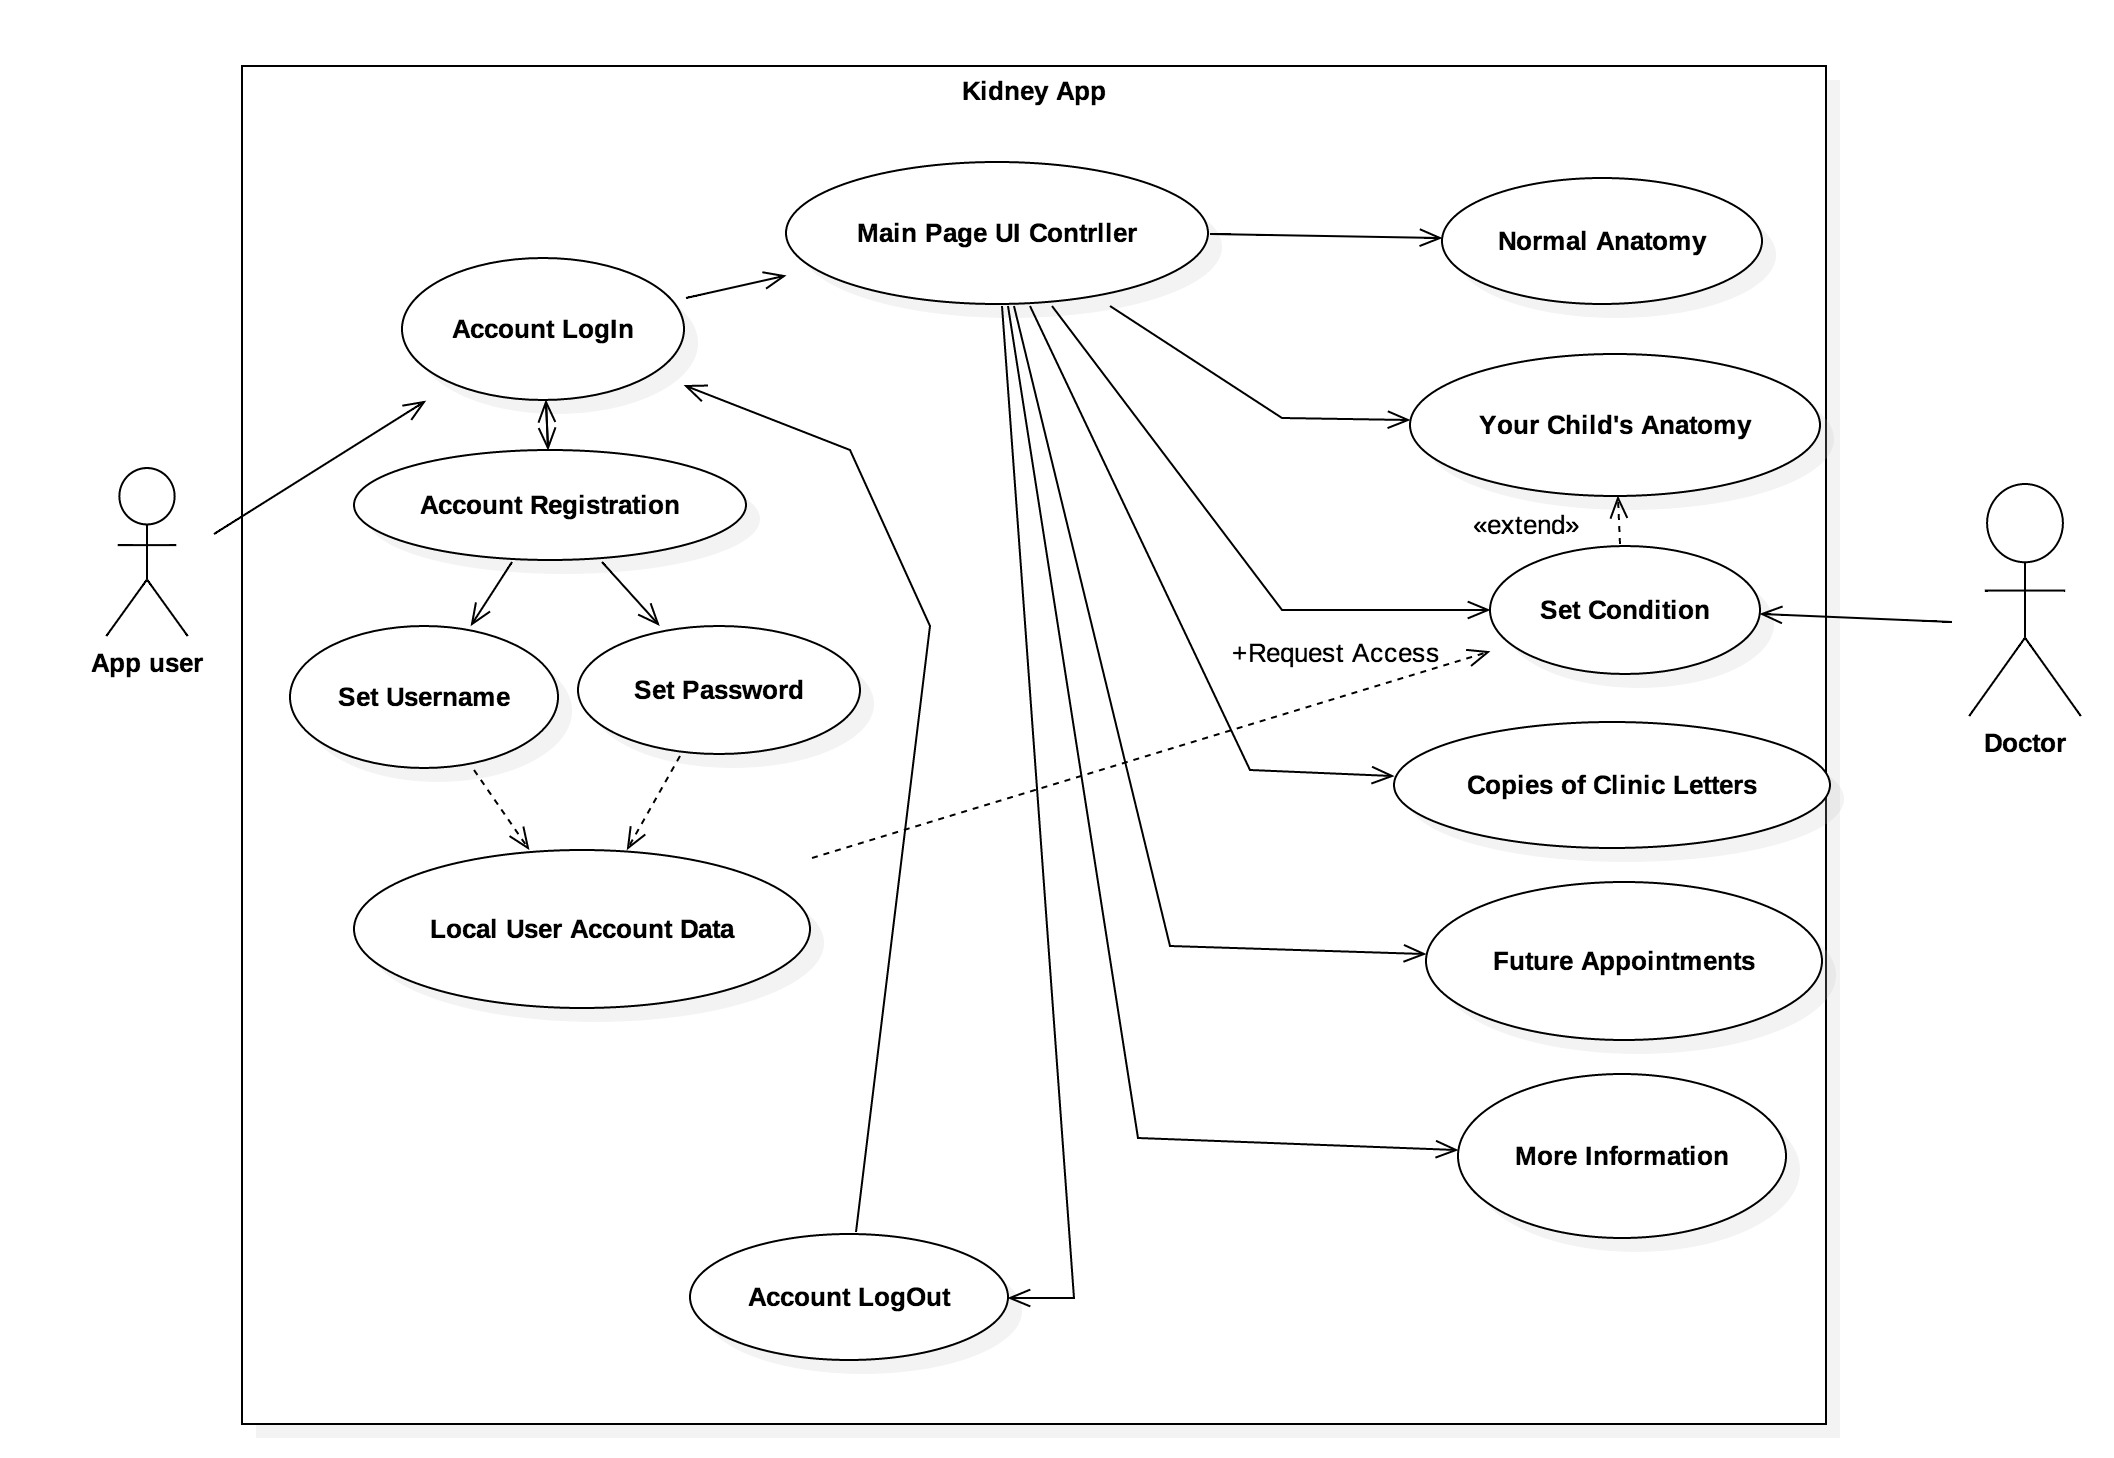 Kidney App
Main Page UI Contrller
Normal Anatomy
Account LogIn
Your Child's Anatomy
Account Registration
«extend»
Set Condition
+Request Access
App user
Set Username
Set Password
Doctor
Copies of Clinic Letters
Local User Account Data
Future Appointments
More Information
Account LogOut